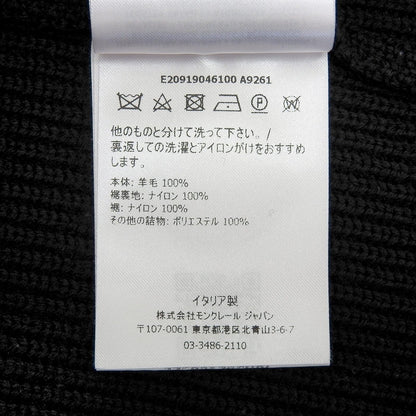 E20919046100 A9261
他のものと分けて洗って下さい。/
裏返しての洗濯とアイロンがけをおすすめ
します。
本体: 羊毛 100%
裾裏地: ナイロン 100%
裾: ナイロン 100%
その他の詰物: ポリエステル 100%
イタリア製
株式会社モンクレール ジャパン
〒107-0061 東京都港区北青山3-6-7
03-3486-2110